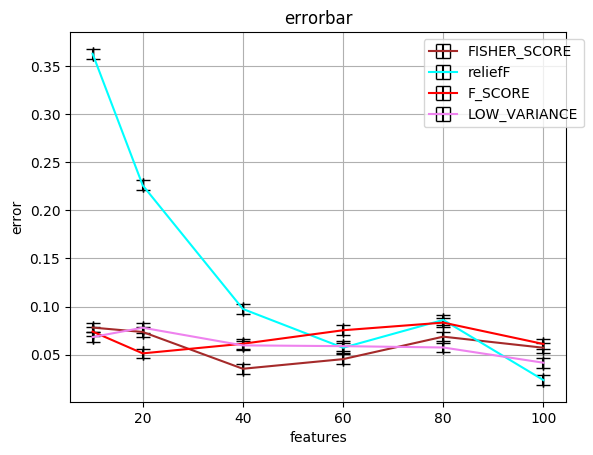 errorbar
FISHER_SCORE
reliefF
F_SCORE
LOW_VARIANCE
error
0.35
0.30
0.25
0.20
0.15
0.10
0.05
20 40 60 80 100
features